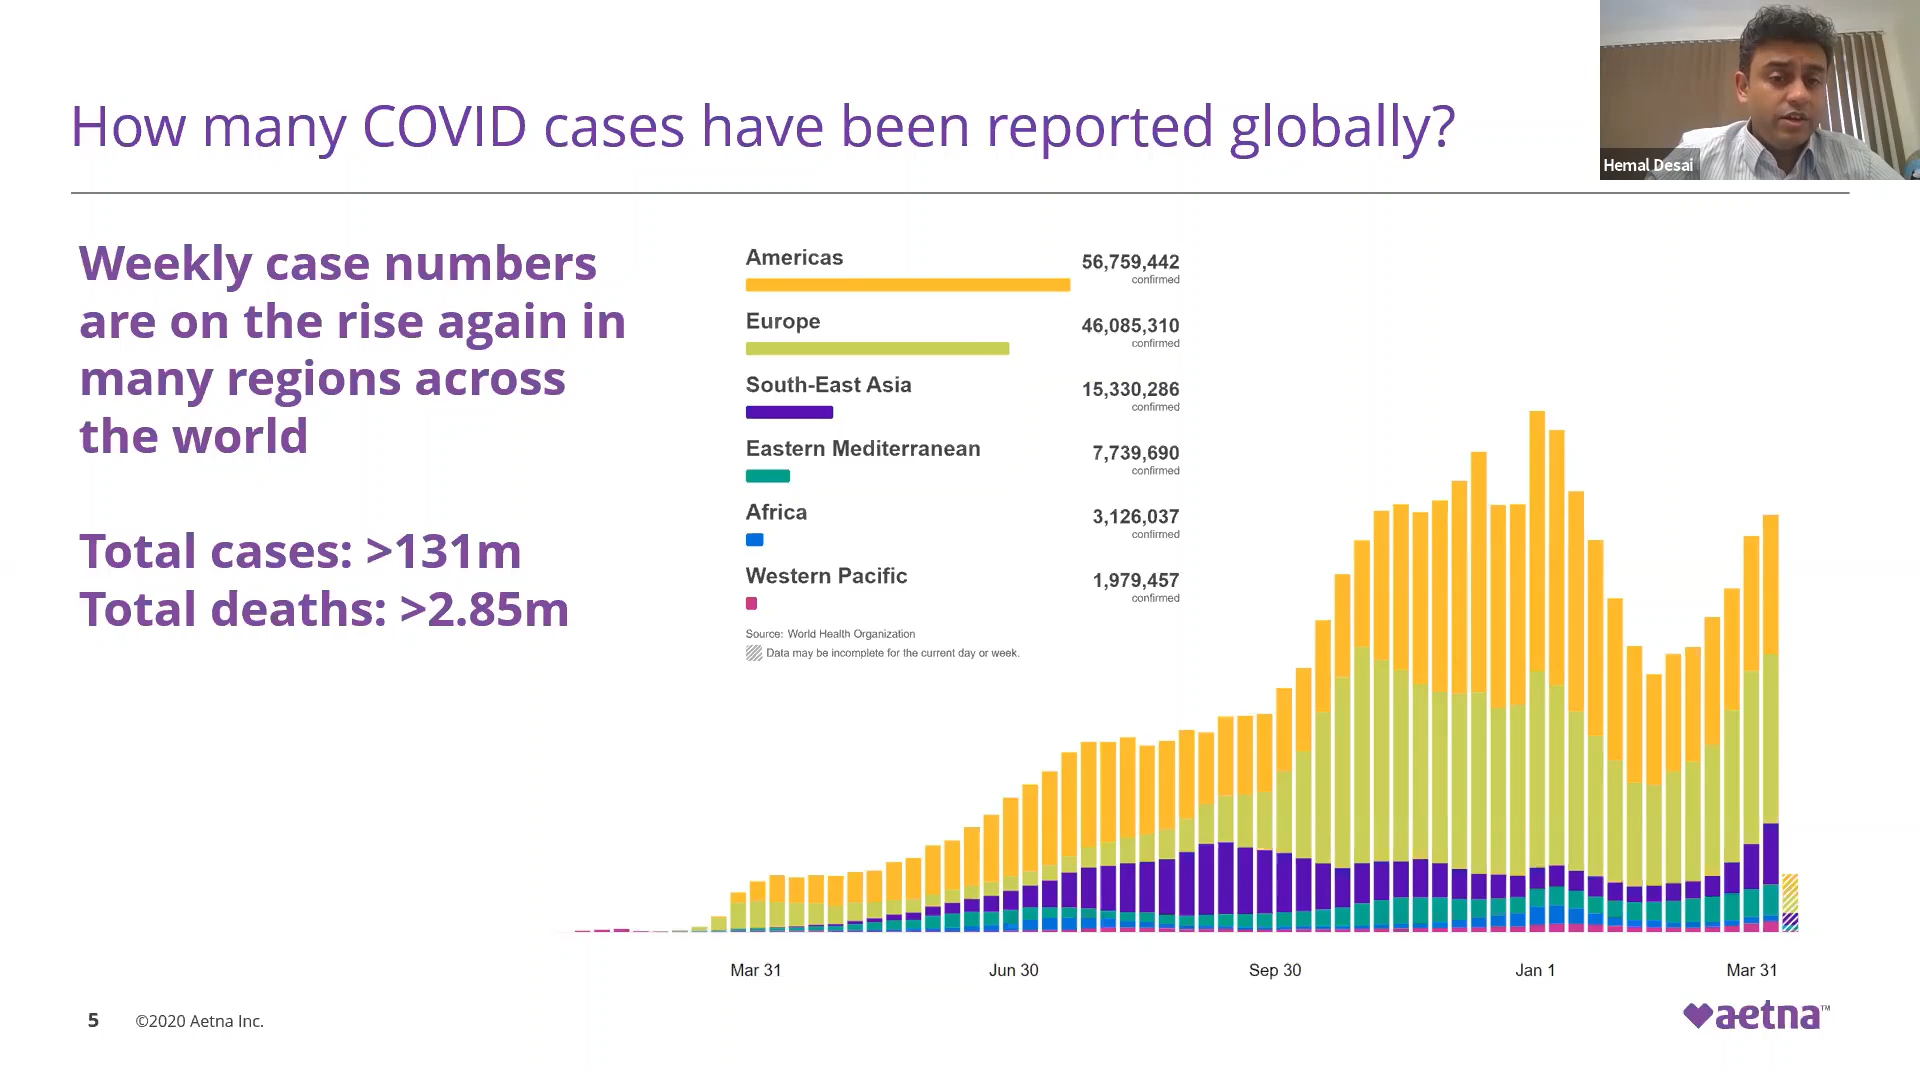 How many COVID cases have been reported globally?
Hemal Desai
Weekly case numbers
are on the rise again in
many regions across
the world
Total cases: >131m
Total deaths: >2.85m
Americas
56,759,442
confirmed
Europe
46,085,310
confirmed
South-East Asia
15,330,286
confirmed
Eastern Mediterranean
7,739,690
confirmed
Africa
3,126,037
confirmed
Western Pacific
1,979,457
confirmed
Source: World Health Organization
Data may be incomplete for the current day or week.
Mar 31
Jun 30
Sep 30
Jan 1
Mar 31
5
©2020 Aetna Inc.
aetna™